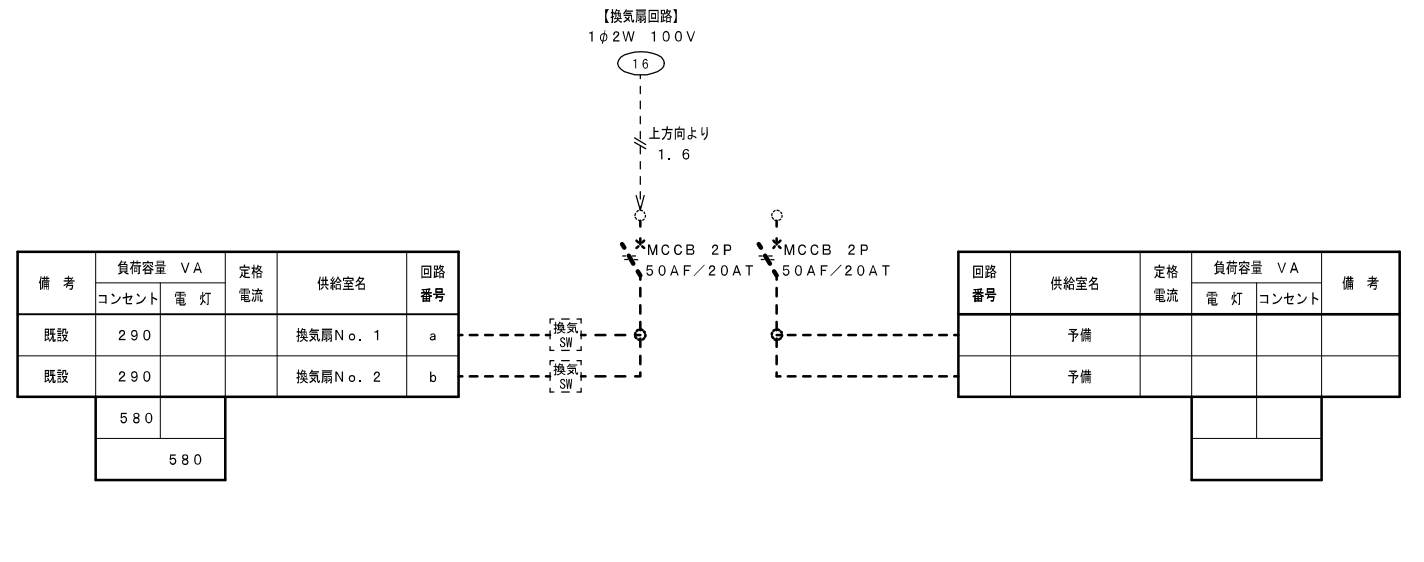 【換気扇回路】
1φ2W 100V
16
上方向より
1.6
MCCB 2P
50AF/20AT
MCCB 2P
50AF/20AT
備 考
負荷容量 VA
コンセント
電 灯
定格
電流
供給室名
回路
番号
既設
290
換気扇No.1
a
既設
290
換気扇No.2
b
580
580
換気
SW
換気
SW
回路
番号
供給室名
定格
電流
負荷容量 VA
電 灯
コンセント
備 考
予備
予備